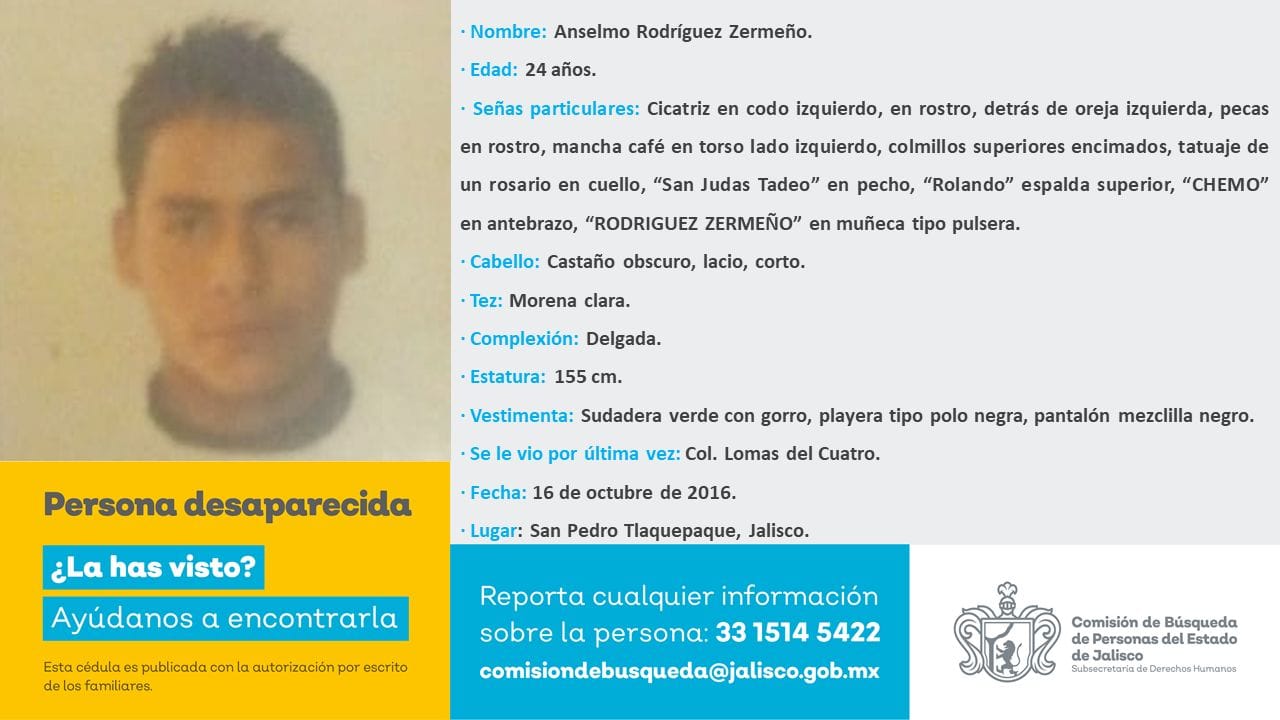 · Nombre: Anselmo Rodríguez Zermeño.
· Edad: 24 años.
· Señas particulares: Cicatriz en codo izquierdo, en rostro, detrás de oreja izquierda, pecas
en rostro, mancha café en torso lado izquierdo, colmillos superiores encimados, tatuaje de
un rosario en cuello, “San Judas Tadeo” en pecho, “Rolando” espalda superior, “CHEMO”
en antebrazo, “RODRIGUEZ ZERMEÑO” en muñeca tipo pulsera.
· Cabello: Castaño obscuro, lacio, corto.
· Tez: Morena clara.
· Complexión: Delgada.
· Estatura: 155 cm.
· Vestimenta: Sudadera verde con gorro, playera tipo polo negra, pantalón mezclilla negro.
· Se le vio por última vez: Col. Lomas del Cuatro.
· Fecha: 16 de octubre de 2016.
· Lugar: San Pedro Tlaquepaque, Jalisco.
Persona desaparecida
¿La has visto?
Ayúdanos a encontrarla
Esta cédula es publicada con la autorización por escrito
de los familiares.
Reporta cualquier información
sobre la persona: 33 1514 5422
comisiondebusqueda@jalisco.gob.mx
Comisión de Búsqueda
de Personas del Estado
de Jalisco
Subsecretaría de Derechos Humanos